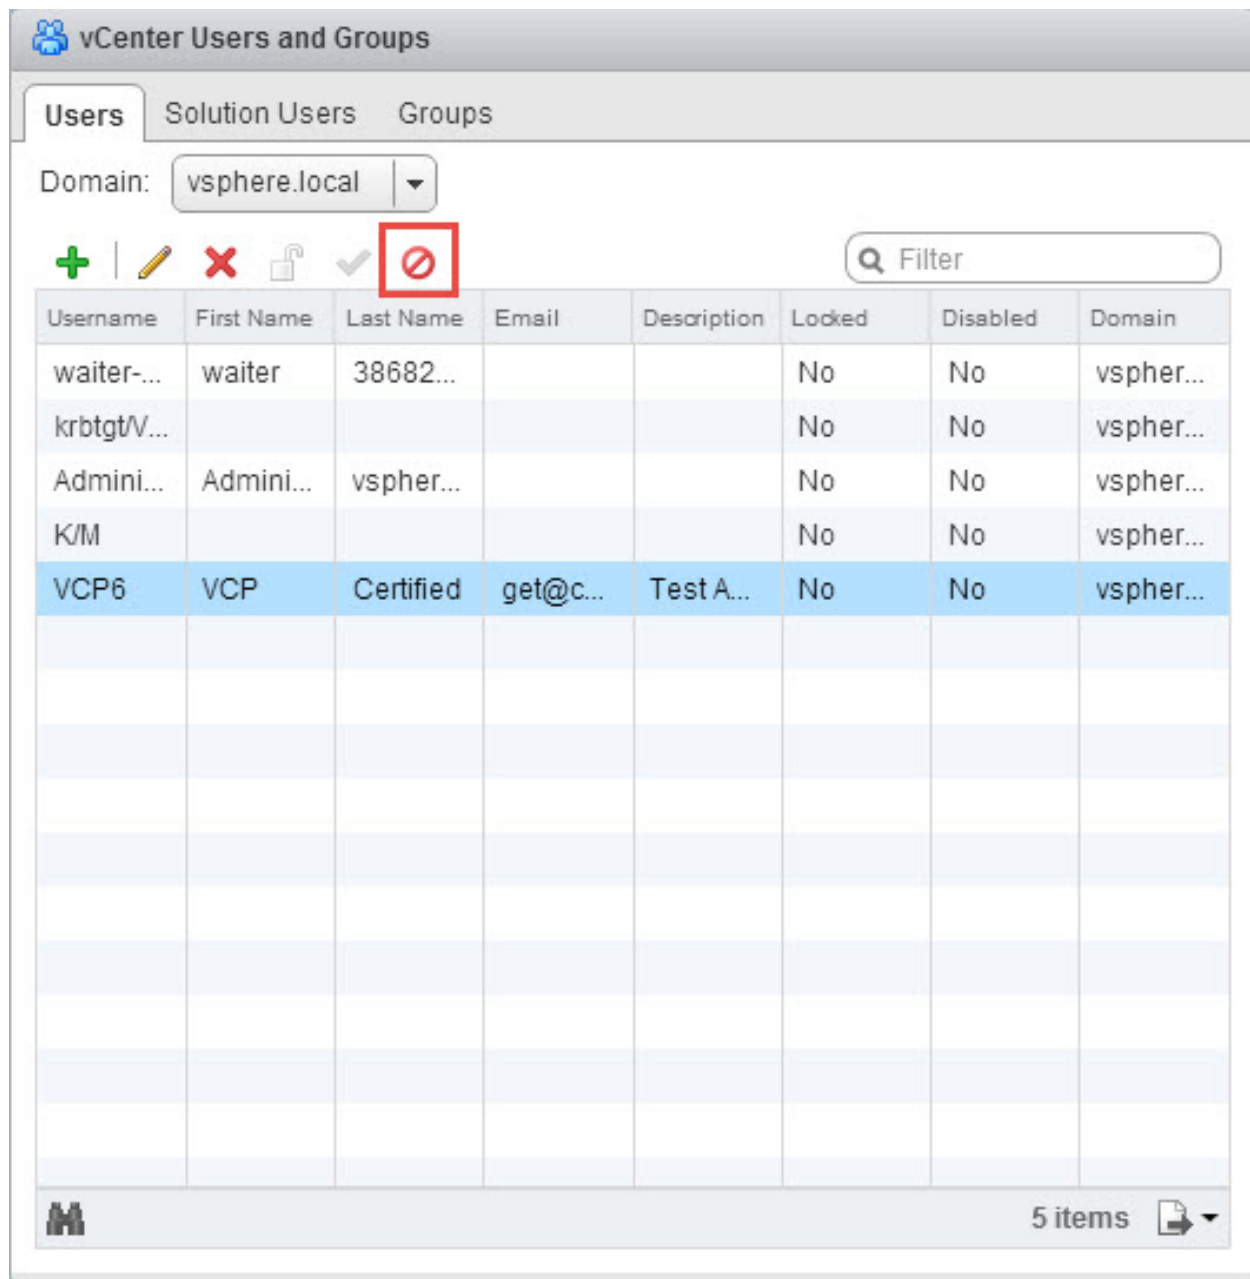 vCenter Users and Groups
Users Solution Users Groups
Domain: vsphere.local
Filter
Username First Name Last Name Email Description Locked Disabled Domain
waiter-... waiter 38682... No No vspher...
krbtgt/V... No No vspher...
Admini... Admini... vspher... No No vspher...
K/M No No vspher...
VCP6 VCP Certified get@c... Test A... No No vspher...
5 items